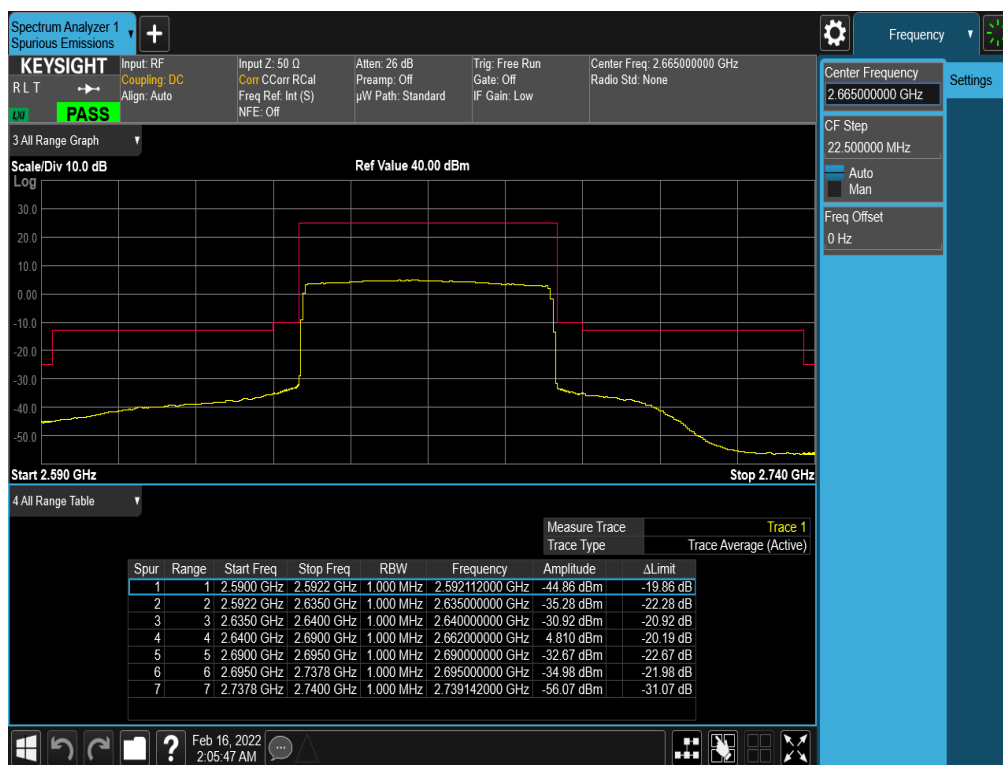 Spectrum Analyzer 1
Spurious Emissions
Frequency
KEYSIGHT
R L T
LXI
PASS
Input: RF
Coupling: DC
Align: Auto
Input Z: 50 Ω
Corr CCorr RCal
Freq Ref: Int (S)
NFE: Off
Atten: 26 dB
Preamp: Off
µW Path: Standard
Trig: Free Run
Gate: Off
IF Gain: Low
Center Freq: 2.665000000 GHz
Radio Std: None
Center Frequency
2.665000000 GHz
Settings
CF Step
22.500000 MHz
Auto
Man
Freq Offset
0 Hz
3 All Range Graph
Scale/Div 10.0 dB
Ref Value 40.00 dBm
Log
30.0
20.0
10.0
0.00
-10.0
-20.0
-30.0
-40.0
-50.0
Start 2.590 GHz
Stop 2.740 GHz
4 All Range Table
Measure Trace Trace 1
Trace Type Trace Average (Active)
Spur Range Start Freq Stop Freq RBW Frequency Amplitude ΔLimit
1 1 2.5900 GHz 2.5922 GHz 1.000 MHz 2.592112000 GHz -44.86 dBm -19.86 dB
2 2 2.5922 GHz 2.6350 GHz 1.000 MHz 2.635000000 GHz -35.28 dBm -22.28 dB
3 3 2.6350 GHz 2.6400 GHz 1.000 MHz 2.640000000 GHz -30.92 dBm -20.92 dB
4 4 2.6400 GHz 2.6900 GHz 1.000 MHz 2.662000000 GHz 4.810 dBm -20.19 dB
5 5 2.6900 GHz 2.6950 GHz 1.000 MHz 2.690000000 GHz -32.67 dBm -22.67 dB
6 6 2.6950 GHz 2.7378 GHz 1.000 MHz 2.695000000 GHz -34.98 dBm -21.98 dB
7 7 2.7378 GHz 2.7400 GHz 1.000 MHz 2.739142000 GHz -56.07 dBm -31.07 dB
?
Feb 16, 2022
2:05:47 AM